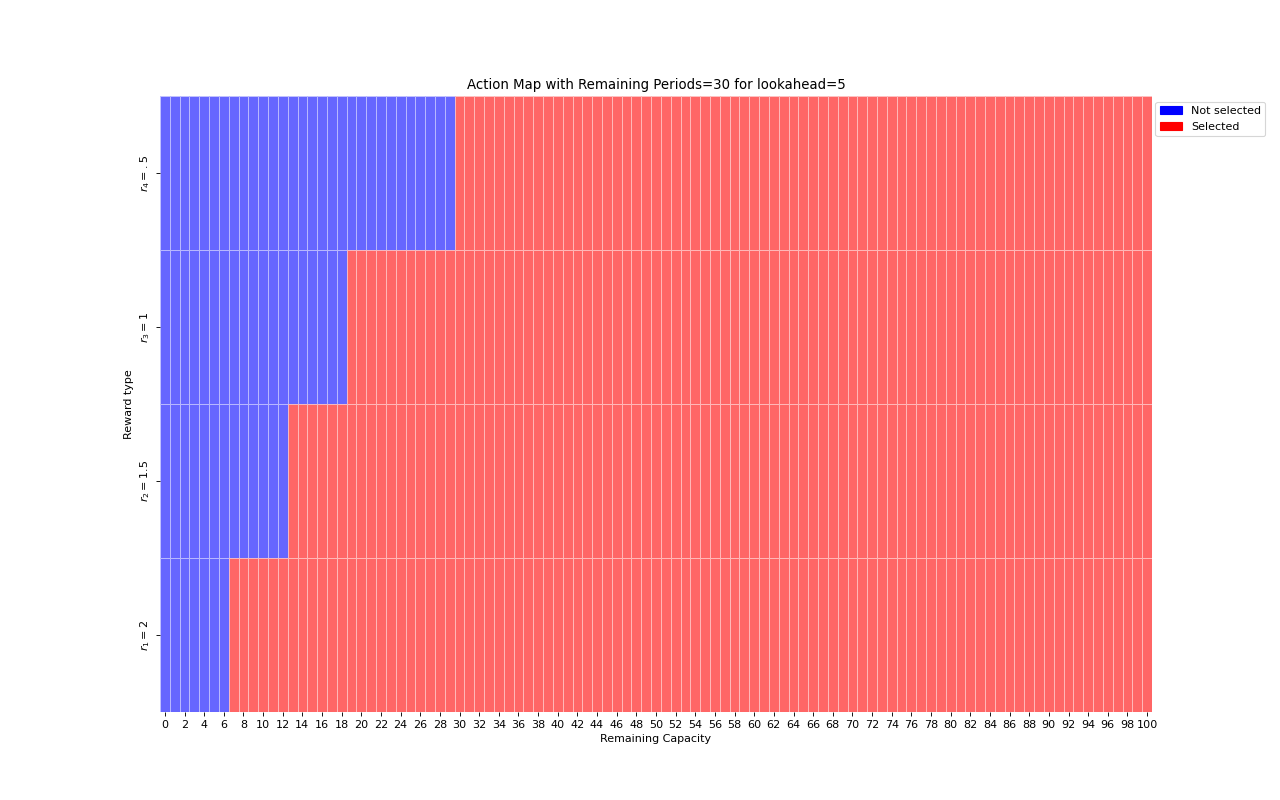 Action Map with Remaining Periods=30 for lookahead=5
Not selected
Selected
Reward type
r₄ = .5
r₃ = 1
r₂ = 1.5
r₁ = 2
0 2 4 6 8 10 12 14 16 18 20 22 24 26 28 30 32 34 36 38 40 42 44 46 48 50 52 54 56 58 60 62 64 66 68 70 72 74 76 78 80 82 84 86 88 90 92 94 96 98 100
Remaining Capacity